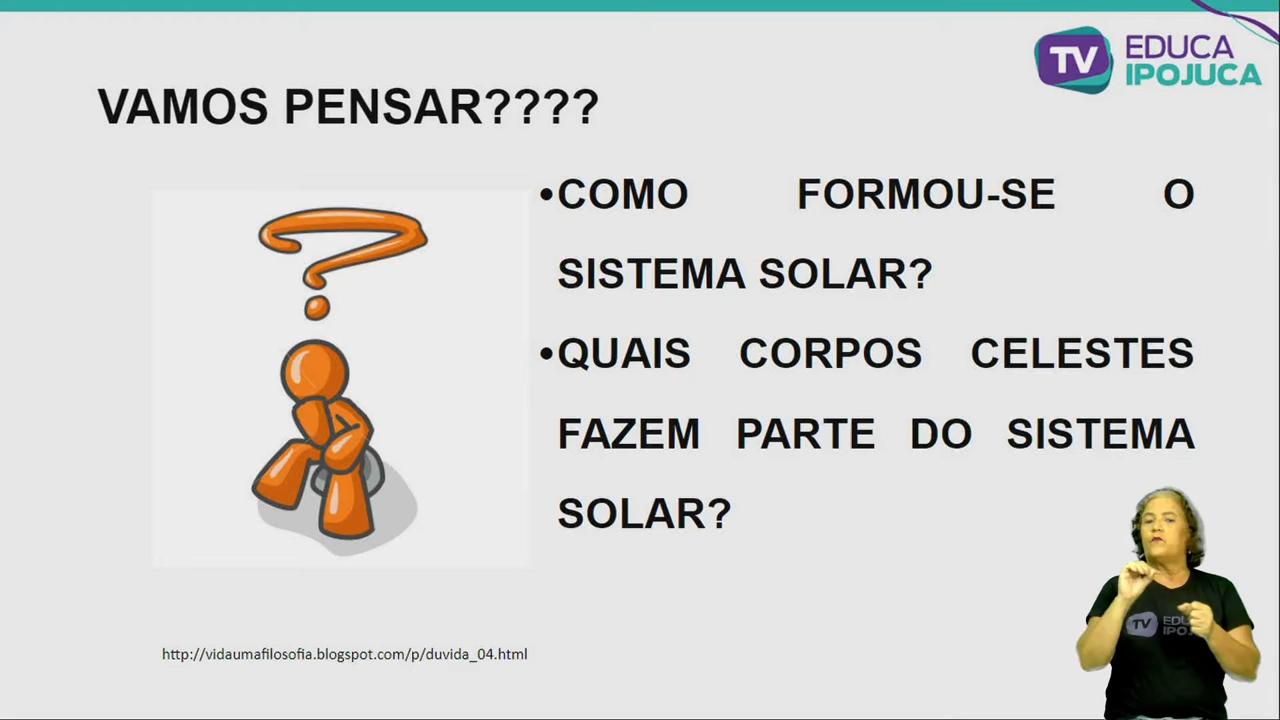 TV EDUCA
IPOJUCA
VAMOS PENSAR????
•COMO FORMOU-SE O
SISTEMA SOLAR?
•QUAIS CORPOS CELESTES
FAZEM PARTE DO SISTEMA
SOLAR?
http://vidaumafilosofia.blogspot.com/p/duvida_04.html
TV